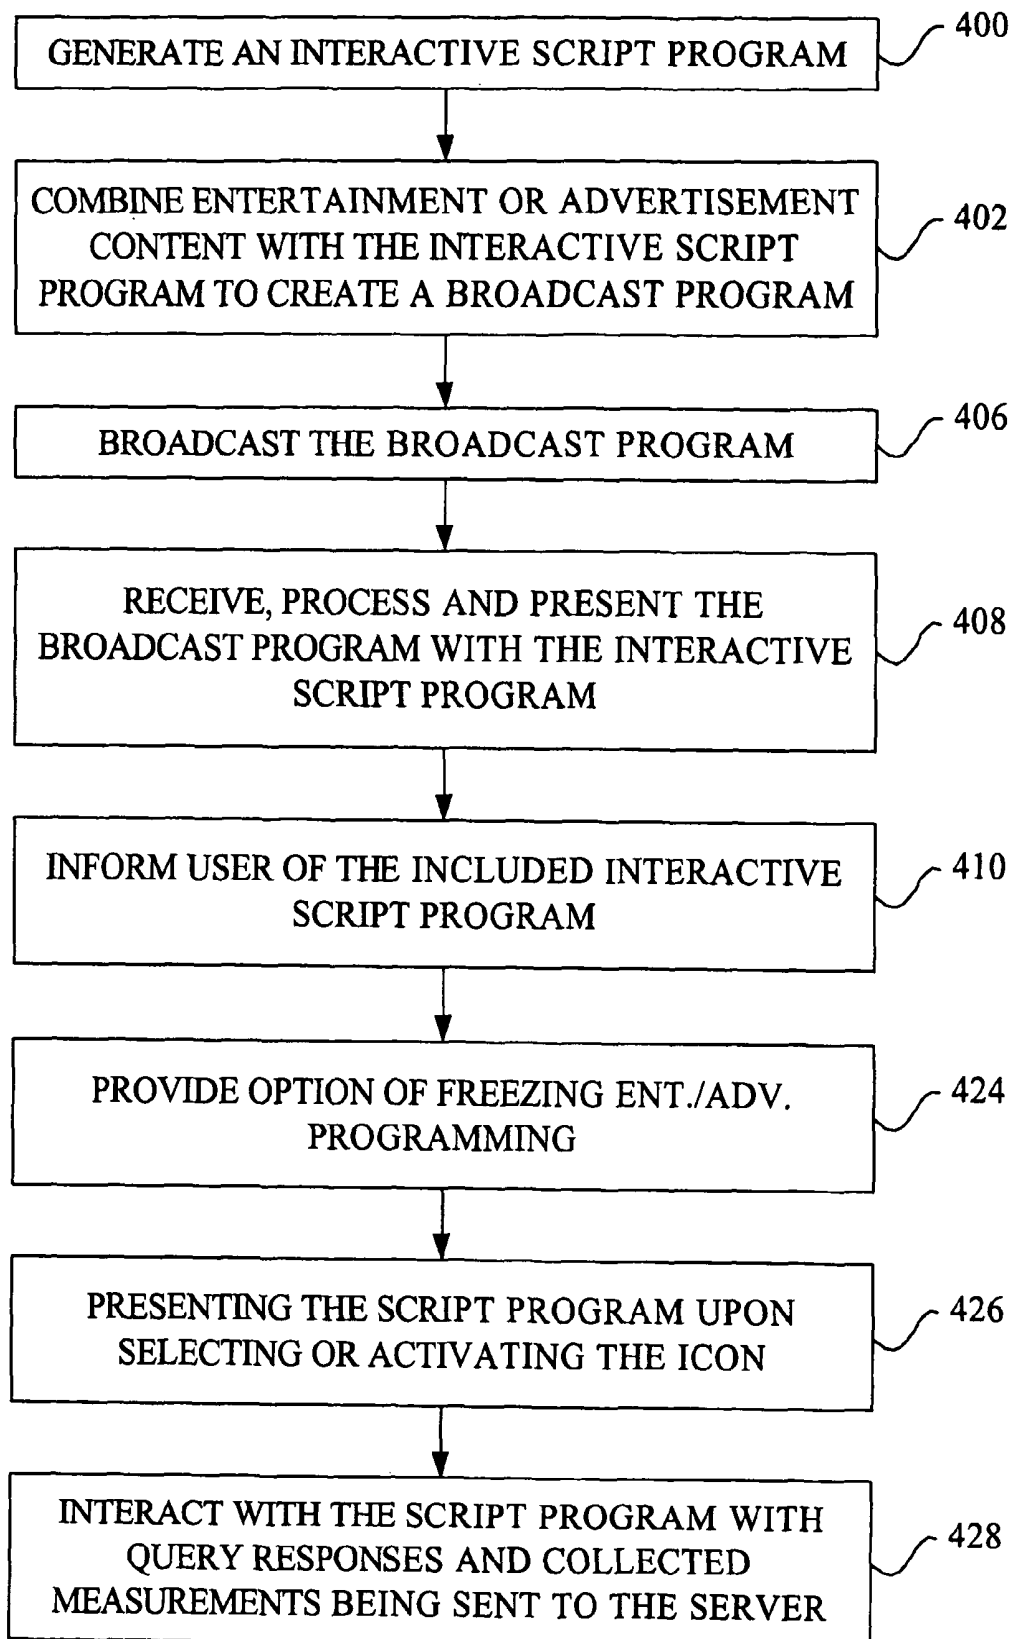 GENERATE AN INTERACTIVE SCRIPT PROGRAM
400
COMBINE ENTERTAINMENT OR ADVERTISEMENT
CONTENT WITH THE INTERACTIVE SCRIPT
PROGRAM TO CREATE A BROADCAST PROGRAM
402
BROADCAST THE BROADCAST PROGRAM
406
RECEIVE, PROCESS AND PRESENT THE
BROADCAST PROGRAM WITH THE INTERACTIVE
SCRIPT PROGRAM
408
INFORM USER OF THE INCLUDED INTERACTIVE
SCRIPT PROGRAM
410
PROVIDE OPTION OF FREEZING ENT./ADV.
PROGRAMMING
424
PRESENTING THE SCRIPT PROGRAM UPON
SELECTING OR ACTIVATING THE ICON
426
INTERACT WITH THE SCRIPT PROGRAM WITH
QUERY RESPONSES AND COLLECTED
MEASUREMENTS BEING SENT TO THE SERVER
428